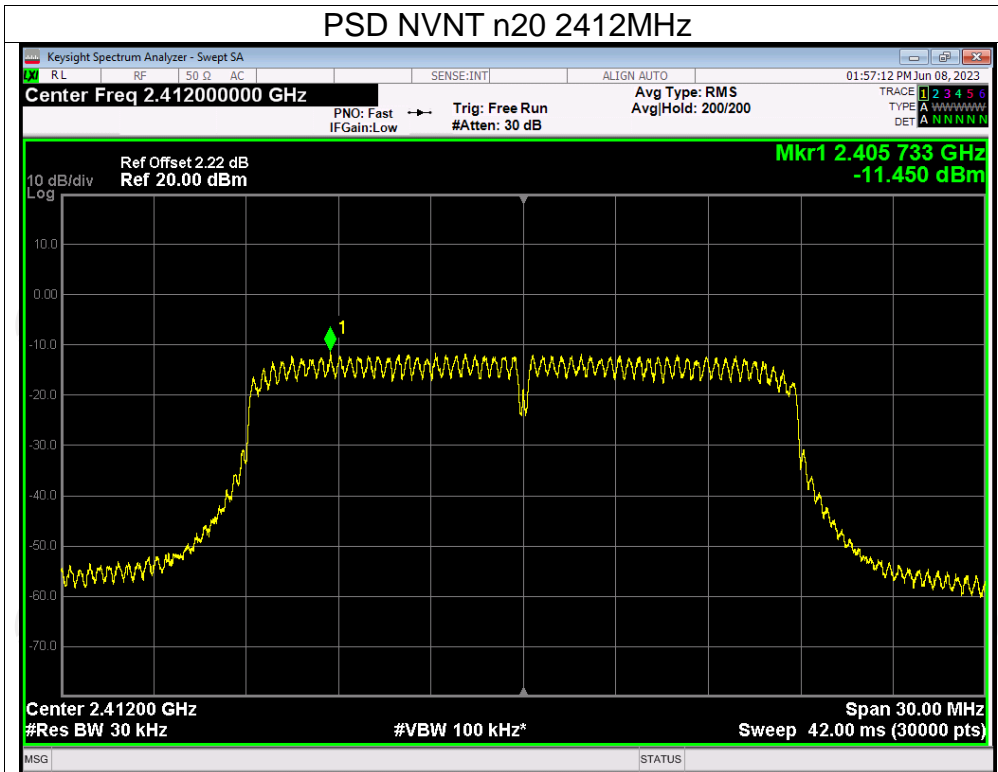 PSD NVNT n20 2412MHz
Keysight Spectrum Analyzer - Swept SA
LXI RL RF 50 Ω AC SENSE:INT ALIGN AUTO 01:57:12 PM Jun 08, 2023
Center Freq 2.412000000 GHz
PNO: Fast
IFGain:Low
Trig: Free Run
#Atten: 30 dB
Avg Type: RMS
Avg|Hold: 200/200
TRACE 1 2 3 4 5 6
TYPE A WWWWW
DET A N N N N N
Mkr1 2.405 733 GHz
-11.450 dBm
Ref Offset 2.22 dB
10 dB/div Ref 20.00 dBm
Log
10.0
0.00
1
-10.0
-20.0
-30.0
-40.0
-50.0
-60.0
-70.0
Center 2.41200 GHz Span 30.00 MHz
#Res BW 30 kHz #VBW 100 kHz* Sweep 42.00 ms (30000 pts)
MSG STATUS